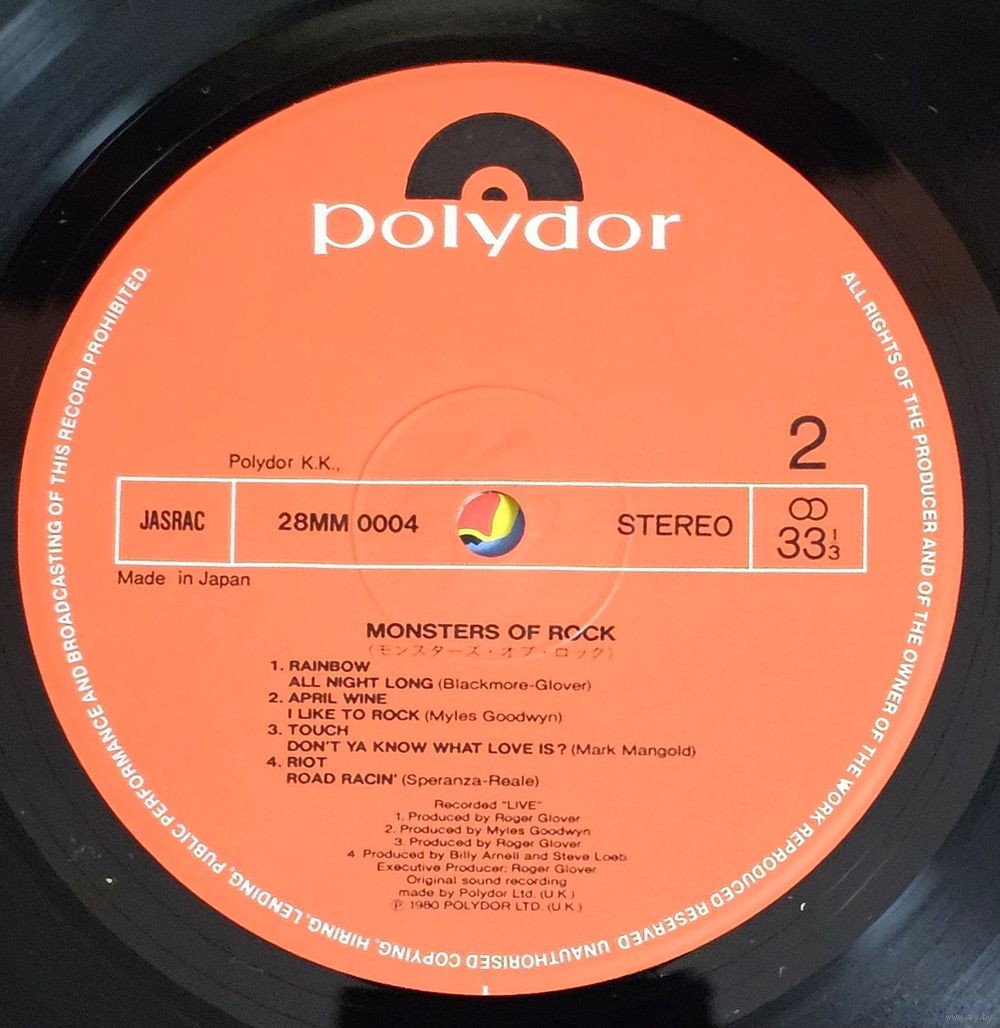 polydor
ALL RIGHTS OF THE PRODUCER AND OF THE OWNER OF THE WORK REPRODUCED RESERVED UNAUTHORISED COPYING, HIRING, LENDING, PUBLIC PERFORMANCE AND BROADCASTING OF THIS RECORD PROHIBITED.
2
Polydor K.K.,
JASRAC 28MM 0004 STEREO 33 1/3
Made in Japan
MONSTERS OF ROCK
(モンスターズ・オブ・ロック)
1. RAINBOW
ALL NIGHT LONG (Blackmore-Glover)
2. APRIL WINE
I LIKE TO ROCK (Myles Goodwyn)
3. TOUCH
DON'T YA KNOW WHAT LOVE IS? (Mark Mangold)
4. RIOT
ROAD RACIN' (Speranza-Reale)
Recorded "LIVE"
1. Produced by Roger Glover
2. Produced by Myles Goodwyn
3. Produced by Roger Glover
4. Produced by Billy Arnell and Steve Loeb
Executive Producer; Roger Glover
Original sound recording
made by Polydor Ltd. (U.K.)
℗ 1980 POLYDOR LTD. (U.K.)
www.ay.by